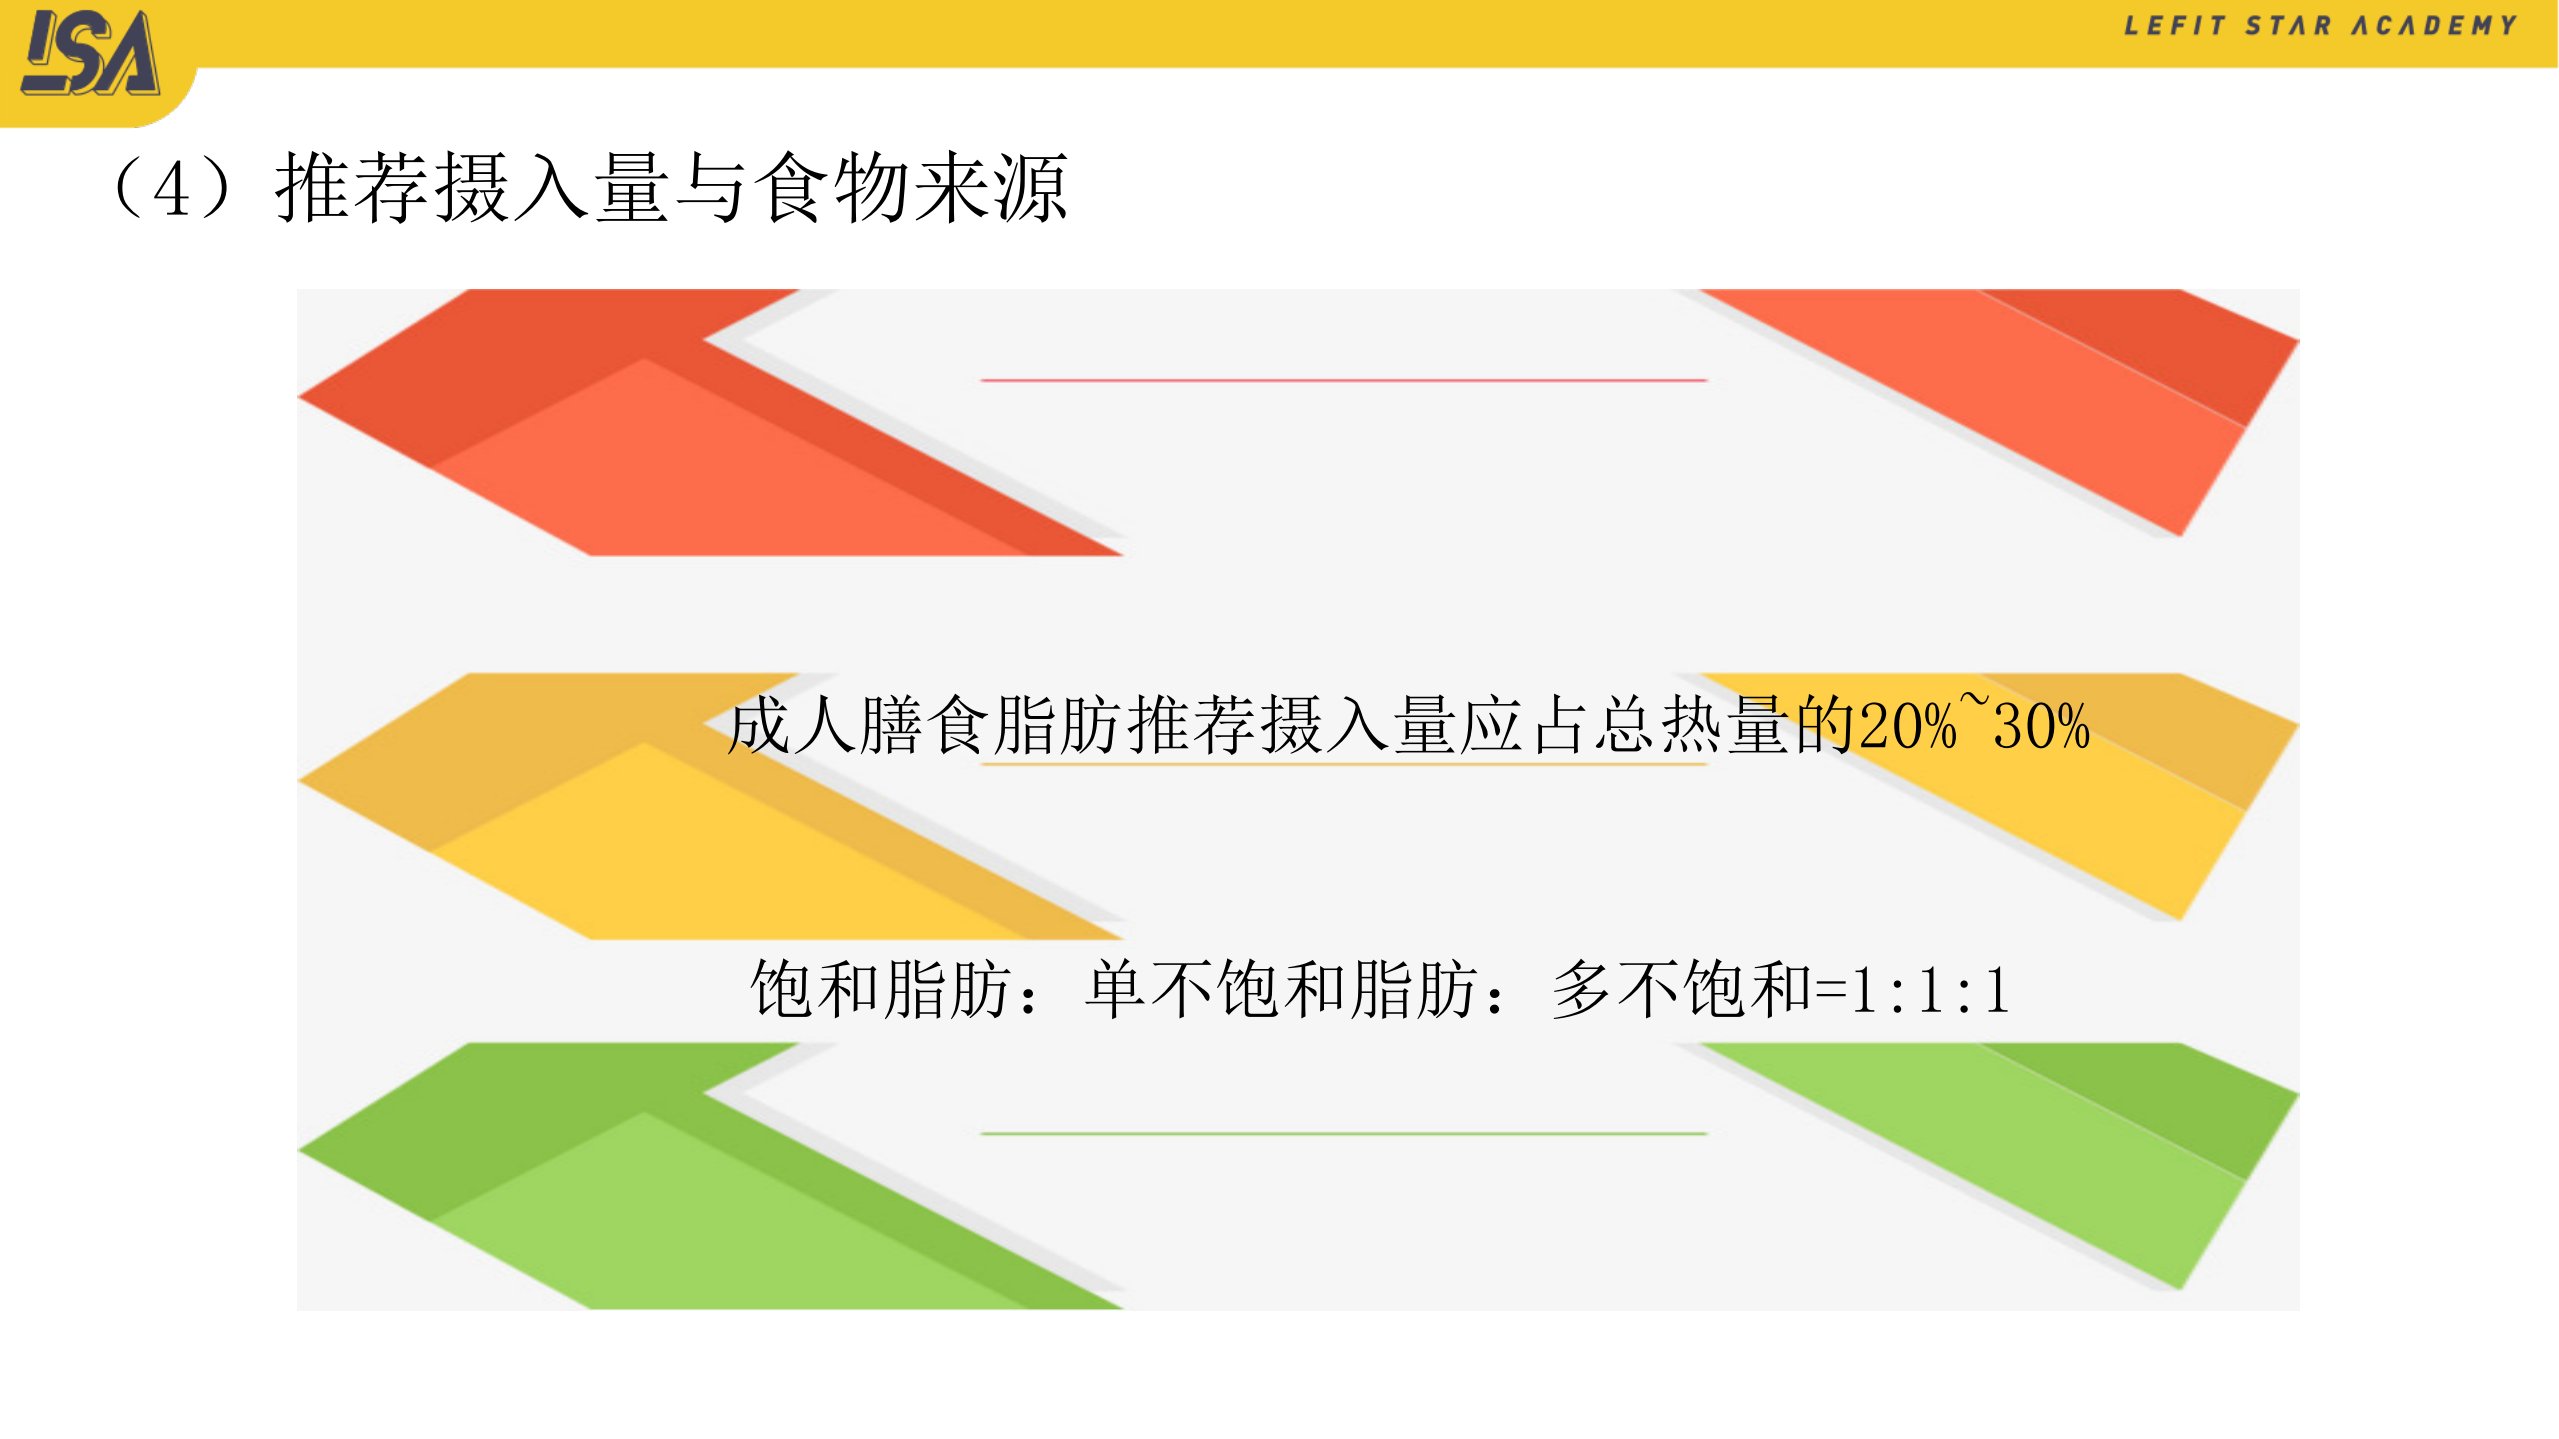 LSA
LEFIT STAR ACADEMY
（4）推荐摄入量与食物来源
成人膳食脂肪推荐摄入量应占总热量的20%~30%
饱和脂肪：单不饱和脂肪：多不饱和=1:1:1